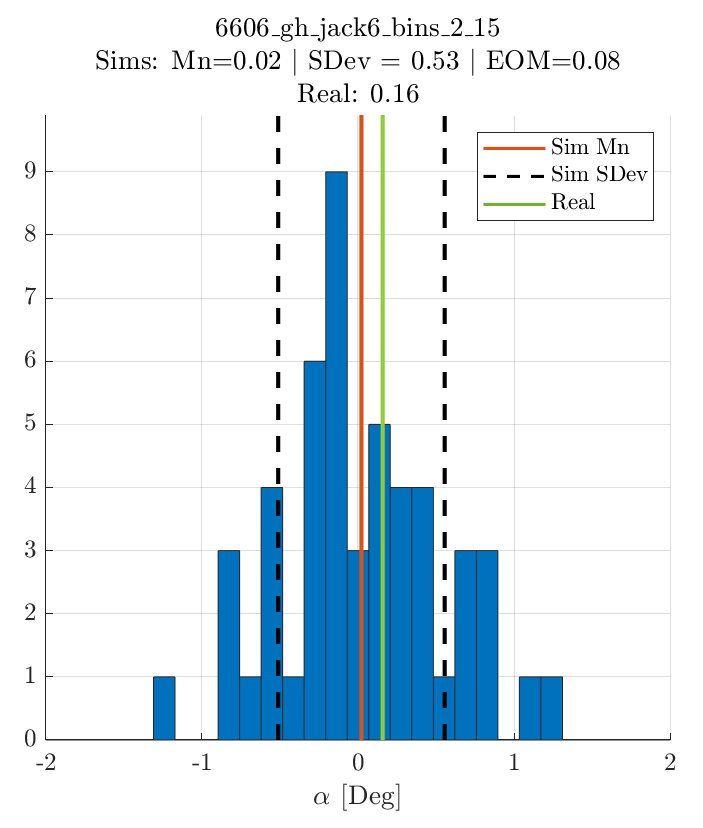 6606_gh_jack6_bins_2_15
Sims: Mn=0.02 | SDev = 0.53 | EOM=0.08
Real: 0.16
Sim Mn
Sim SDev
Real
9
8
7
6
5
4
3
2
1
0
-2 -1 0 1 2
α [Deg]